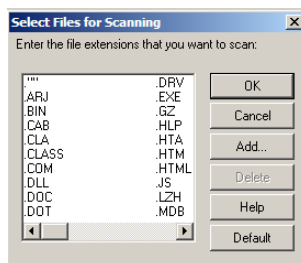 Select Files for Scanning
Enter the file extensions that you want to scan:
.""
.ARJ
.BIN
.CAB
.CLA
.CLASS
.COM
.DLL
.DOC
.DOT
.DRV
.EXE
.GZ
.HLP
.HTA
.HTM
.HTML
.JS
.LZH
.MDB
OK
Cancel
Add...
Delete
Help
Default